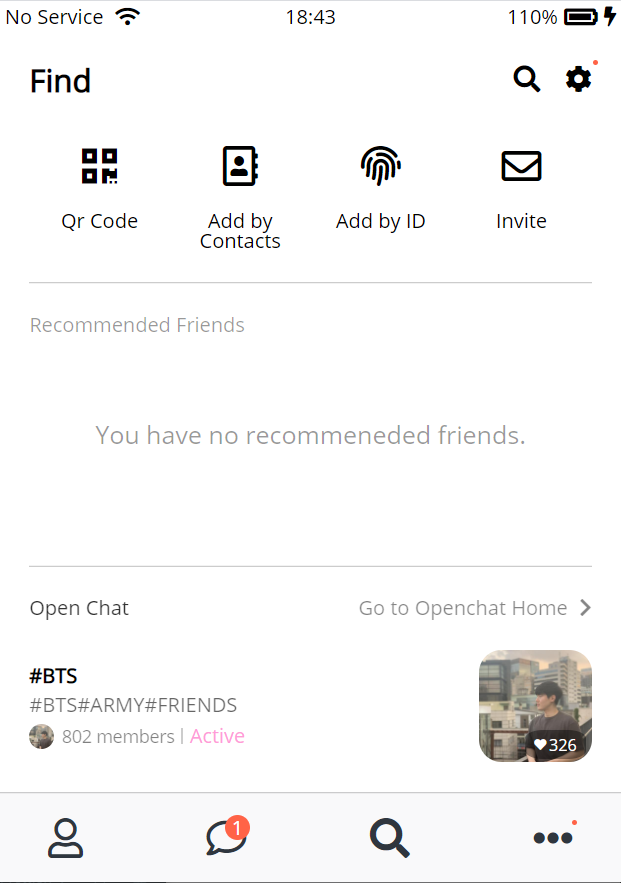 No Service 18:43 110%
Find
Qr Code
Add by
Contacts
Add by ID
Invite
Recommended Friends
You have no recommeneded friends.
Open Chat
Go to Openchat Home
#BTS
#BTS#ARMY#FRIENDS
802 members | Active
326
1